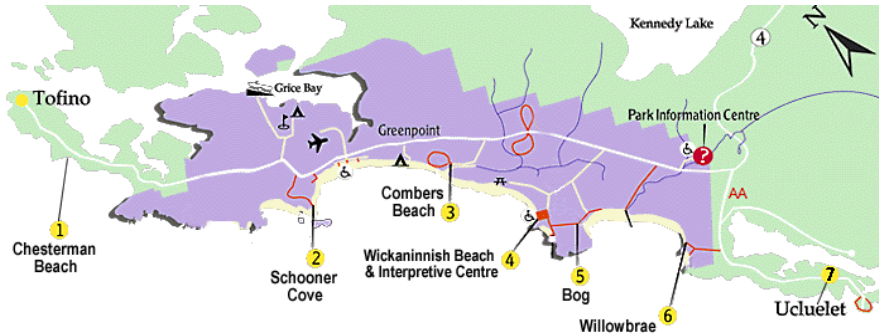 Kennedy Lake
4
N
Grice Bay
Tofino
Park Information Centre
?
Greenpoint
AA
Combers
Beach
3
1
Chesterman
Beach
2
Schooner
Cove
Wickaninnish Beach
& Interpretive Centre
4
5
Bog
6
Willowbrae
7
Ucluelet